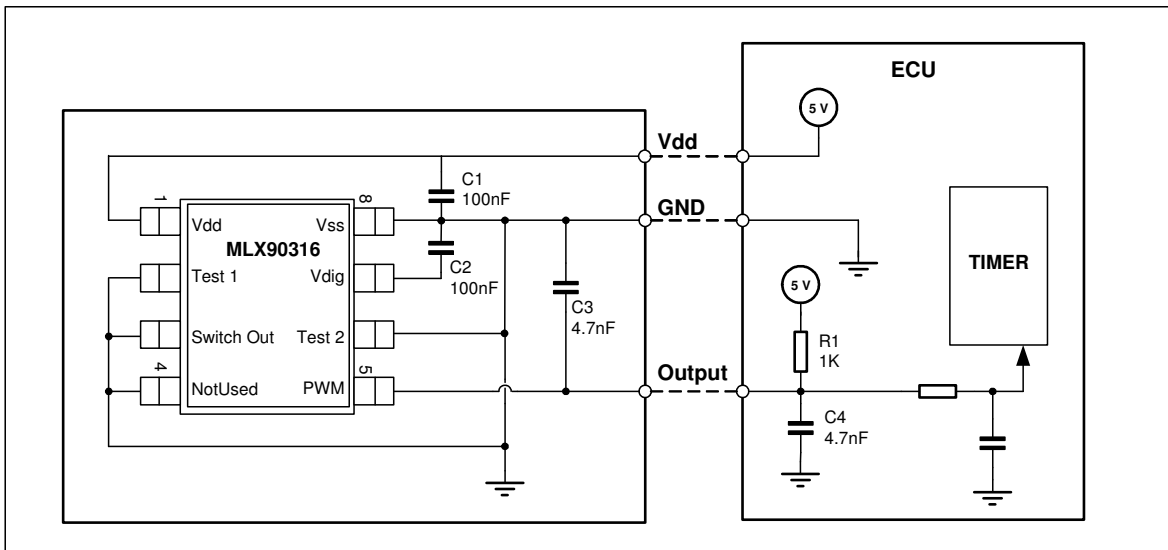 ECU
5 V
Vdd
C1
100nF
1
8
Vdd
Vss
GND
MLX90316
C2
100nF
Test 1
Vdig
TIMER
5 V
C3
4.7nF
Switch Out
Test 2
R1
1K
4
5
Output
NotUsed
PWM
C4
4.7nF